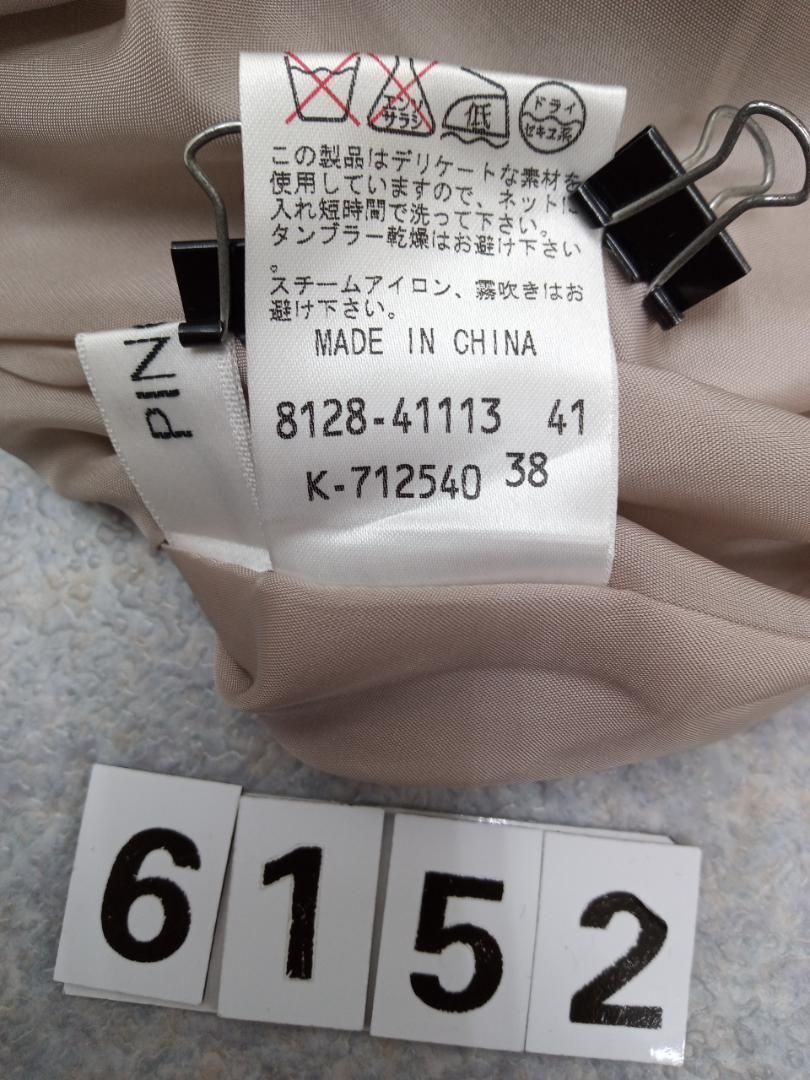 エンソ
サラシ
低
ドライ
セキユ系
この製品はデリケートな素材を
使用していますので、ネットに
入れ短時間で洗って下さい。
タンブラー乾燥はお避け下さい
。
スチームアイロン、霧吹きはお
避け下さい。
MADE IN CHINA
8128-41113 41
K-712540 38
PIN
6152